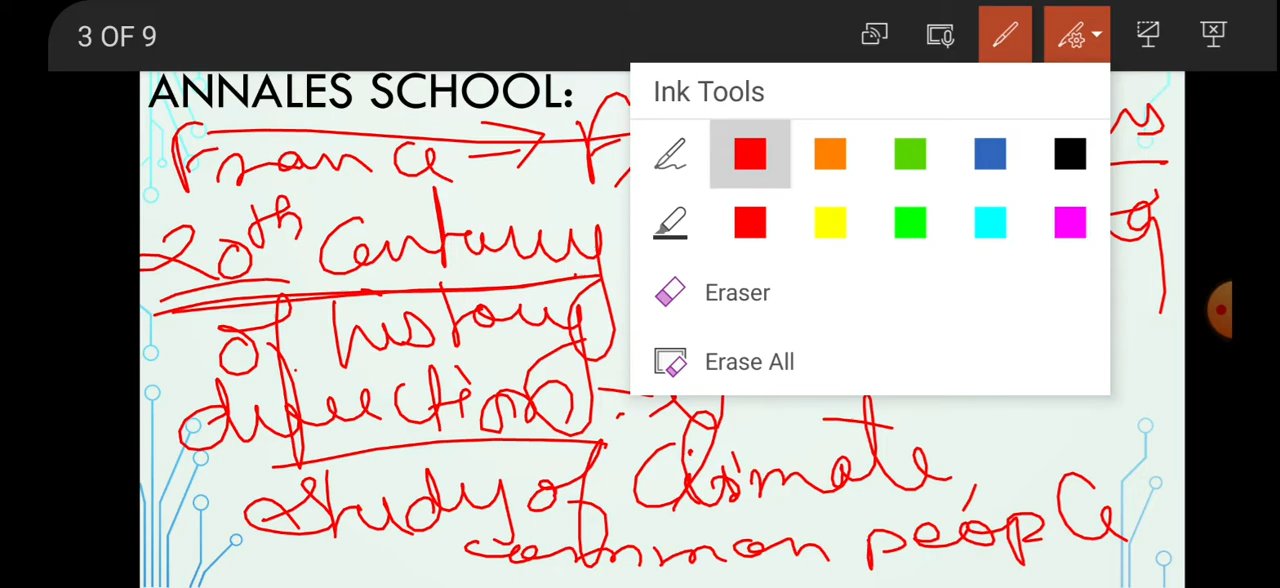 3 OF 9
ANNALES SCHOOL:
Ink Tools
France →
20th Century
of history
Eraser
direction
Erase All
study of Climate,
common people